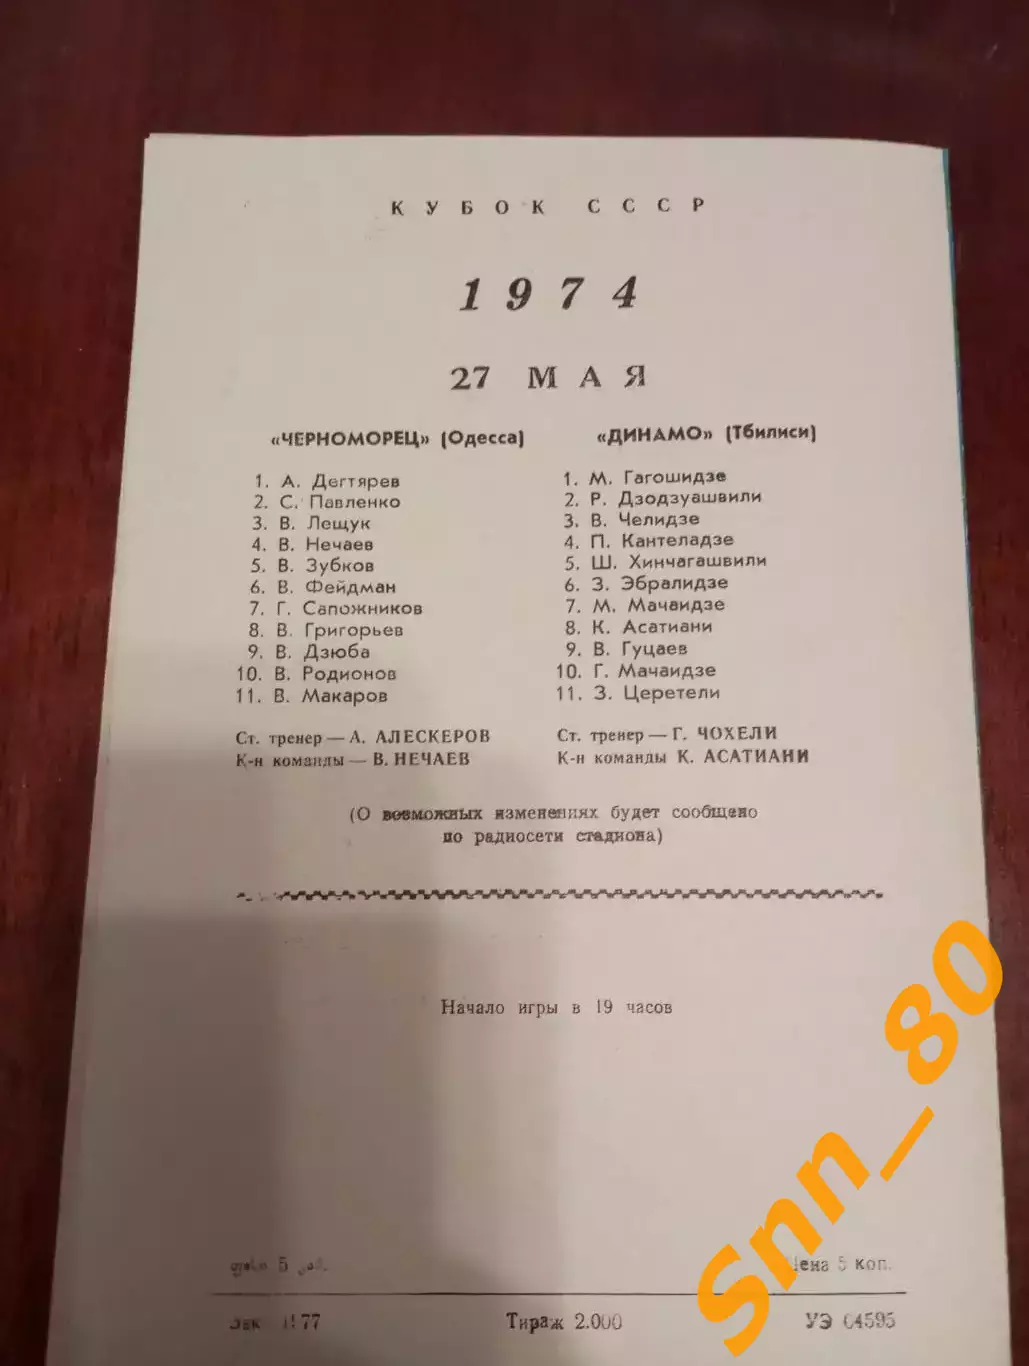 КУБОК СССР
1974
27 МАЯ
«ЧЕРНОМОРЕЦ» (Одесса)
1. А. Дегтярев
2. С. Павленко
3. В. Лещук
4. В. Нечаев
5. В. Зубков
6. В. Фейдман
7. Г. Сапожников
8. В. Григорьев
9. В. Дзюба
10. В. Родионов
11. В. Макаров
Ст. тренер — А. АЛЕСКЕРОВ
К-н команды — В. НЕЧАЕВ
«ДИНАМО» (Тбилиси)
1. М. Гагошидзе
2. Р. Дзодзуашвили
3. В. Челидзе
4. П. Кантеладзе
5. Ш. Хинчагашвили
6. З. Эбралидзе
7. М. Мачаидзе
8. К. Асатиани
9. В. Гуцаев
10. Г. Мачаидзе
11. З. Церетели
Ст. тренер — Г. ЧОХЕЛИ
К-н команды К. АСАТИАНИ
(О возможных изменениях будет сообщено
по радиосети стадиона)
Начало игры в 19 часов
5
Цена 5 коп.
Тираж 2.000
УЭ 04595
Snn_80